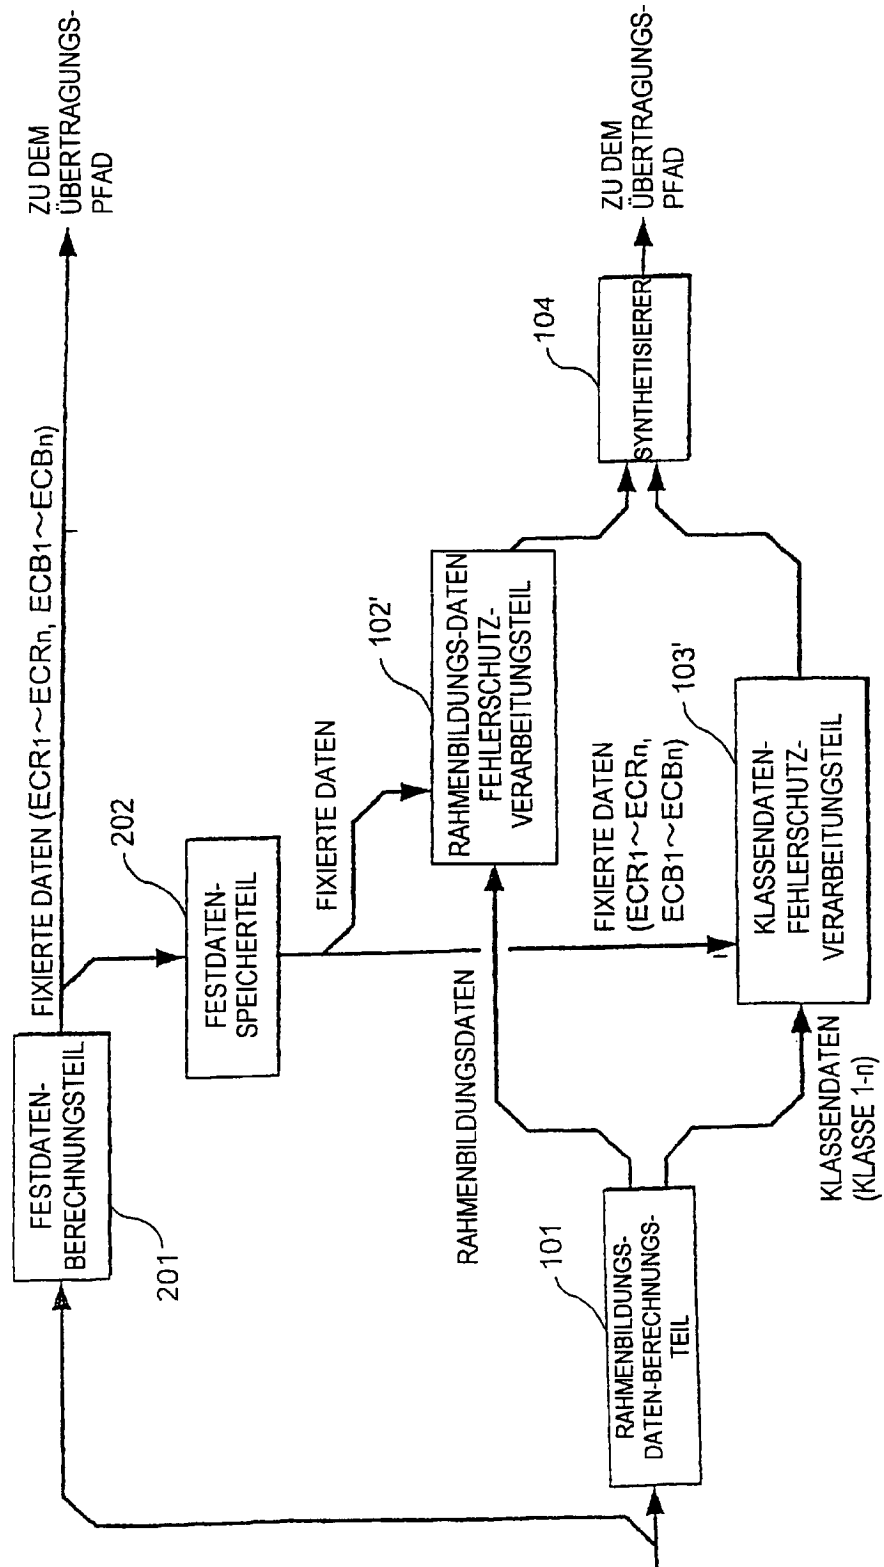 FESTDATEN-
BERECHNUNGSTEIL
201
FIXIERTE DATEN (ECR1~ECRn, ECB1~ECBn)
ZU DEM
ÜBERTRAGUNGS-
PFAD
202
FESTDATEN-
SPEICHERTEIL
FIXIERTE DATEN
102'
RAHMENBILDUNGS-DATEN
FEHLERSCHUTZ-
VERARBEITUNGSTEIL
RAHMENBILDUNGSDATEN
FIXIERTE DATEN
(ECR1~ECRn,
ECB1~ECBn)
101
RAHMENBILDUNGS-
DATEN-BERECHNUNGS-
TEIL
KLASSENDATEN
(KLASSE 1-n)
103'
KLASSENDATEN-
FEHLERSCHUTZ-
VERARBEITUNGSTEIL
104
SYNTHETISIERER
ZU DEM
ÜBERTRAGUNGS-
PFAD